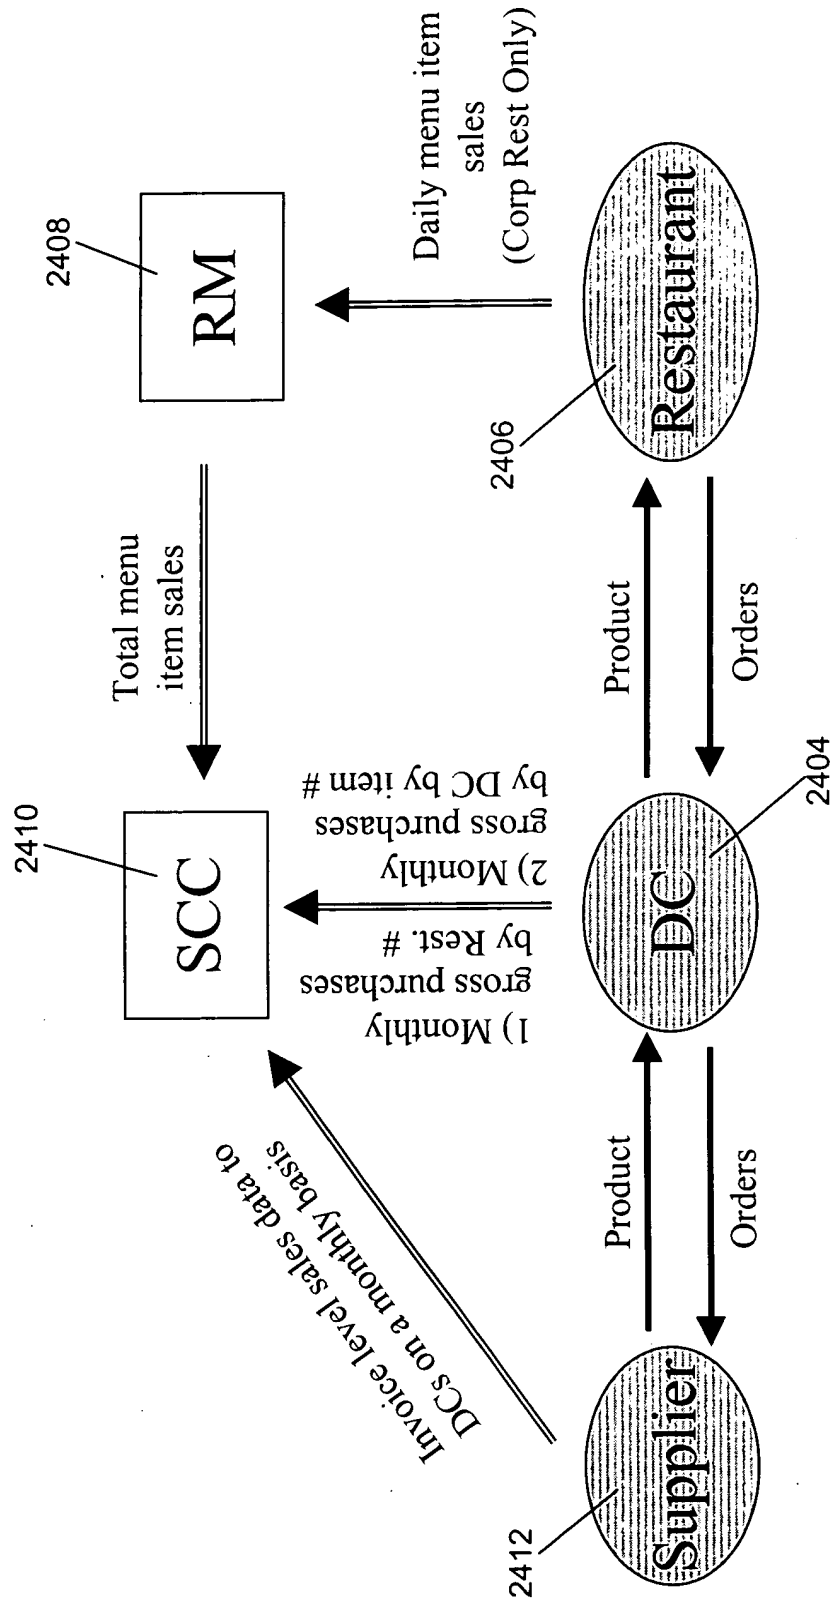 2410
SCC
Total menu
item sales
2408
RM
Invoice level sales data to
DCs on a monthly basis
1) Monthly
gross purchases
by Rest. #
2) Monthly
gross purchases
by DC by item #
Daily menu item
sales
(Corp Rest Only)
2412
Supplier
Product
Orders
DC
2404
Product
Orders
2406
Restaurant